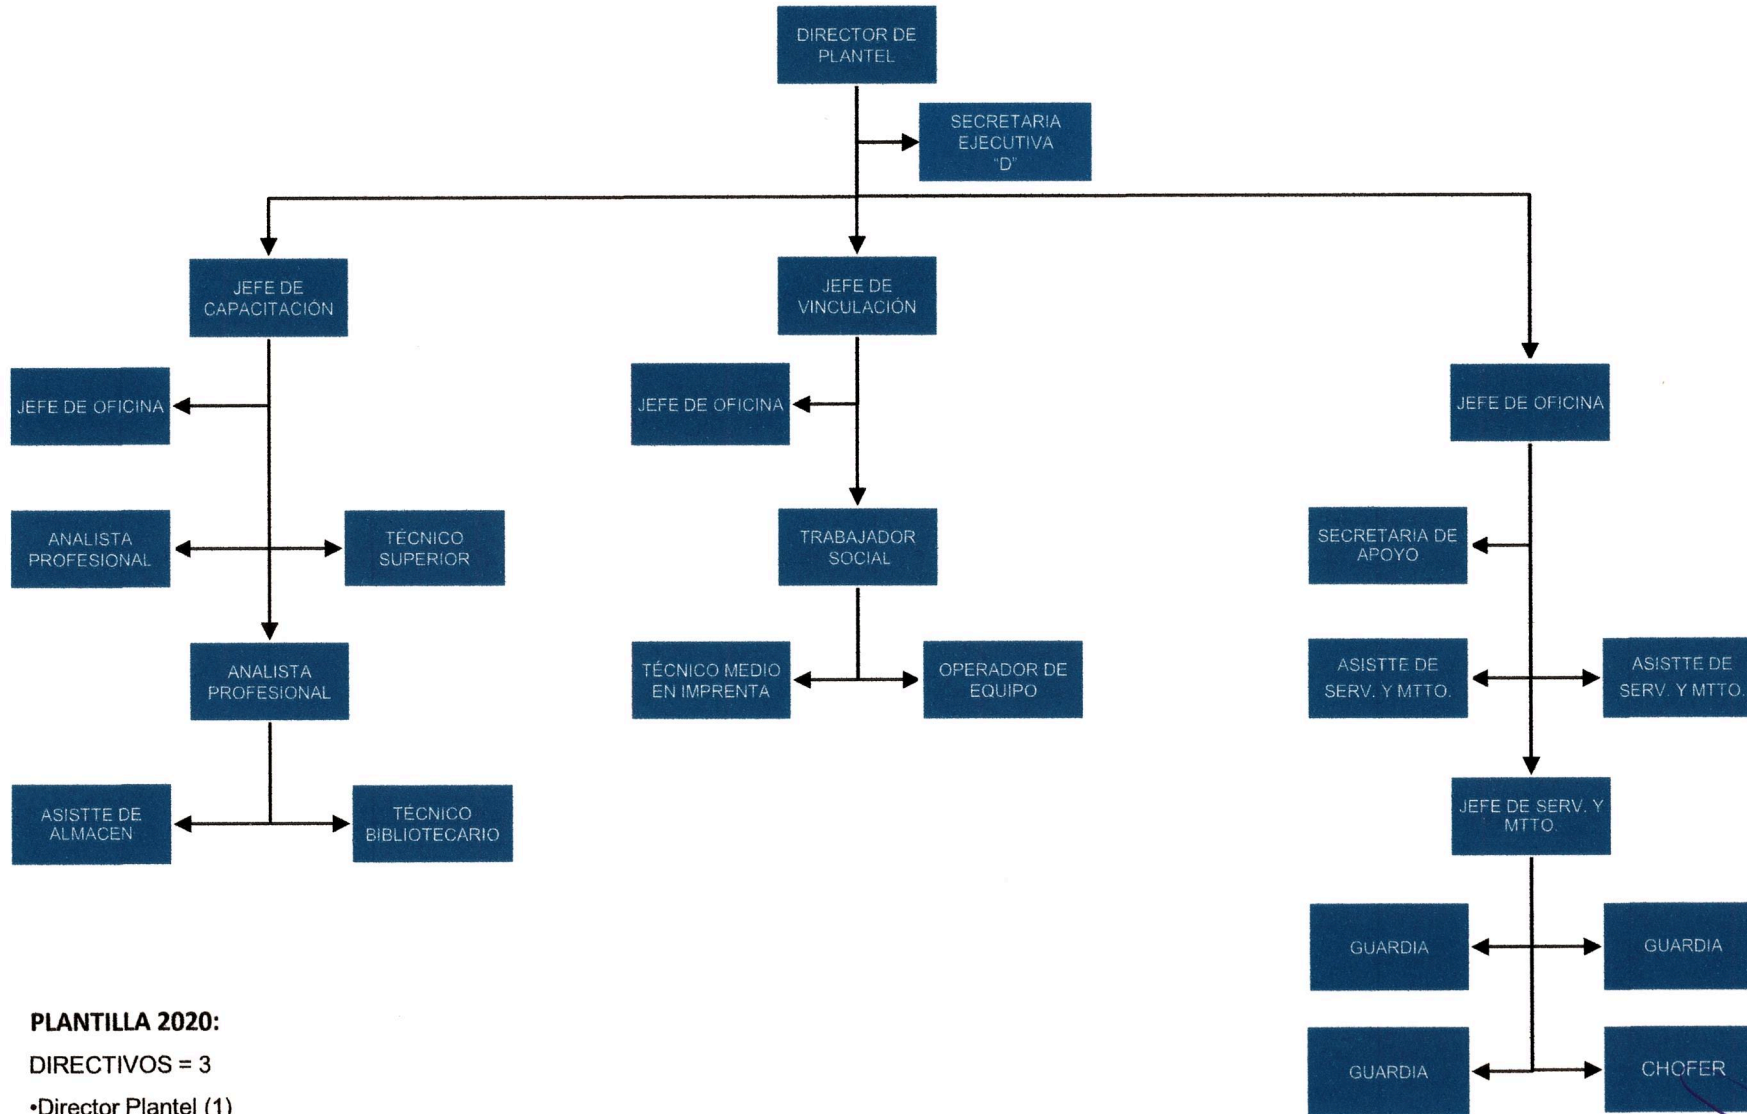 DIRECTOR DE
PLANTEL
SECRETARIA
EJECUTIVA
"D"
JEFE DE
CAPACITACIÓN
JEFE DE
VINCULACIÓN
JEFE DE OFICINA
JEFE DE OFICINA
JEFE DE OFICINA
ANALISTA
PROFESIONAL
TÉCNICO
SUPERIOR
TRABAJADOR
SOCIAL
SECRETARIA DE
APOYO
ANALISTA
PROFESIONAL
TÉCNICO MEDIO
EN IMPRENTA
OPERADOR DE
EQUIPO
ASISTTE DE
SERV. Y MTTO.
ASISTTE DE
SERV. Y MTTO.
ASISTTE DE
ALMACEN
TÉCNICO
BIBLIOTECARIO
JEFE DE SERV. Y
MTTO.
GUARDIA
GUARDIA
GUARDIA
CHOFER
PLANTILLA 2020:
DIRECTIVOS = 3
•Director Plantel (1)